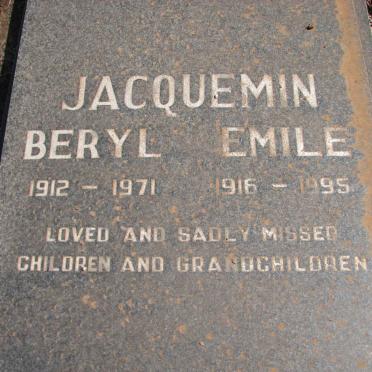 JACQUEMIN
BERYL EMILE
1912 - 1971 1916 - 1995
LOVED AND SADLY MISSED
CHILDREN AND GRANDCHILDREN